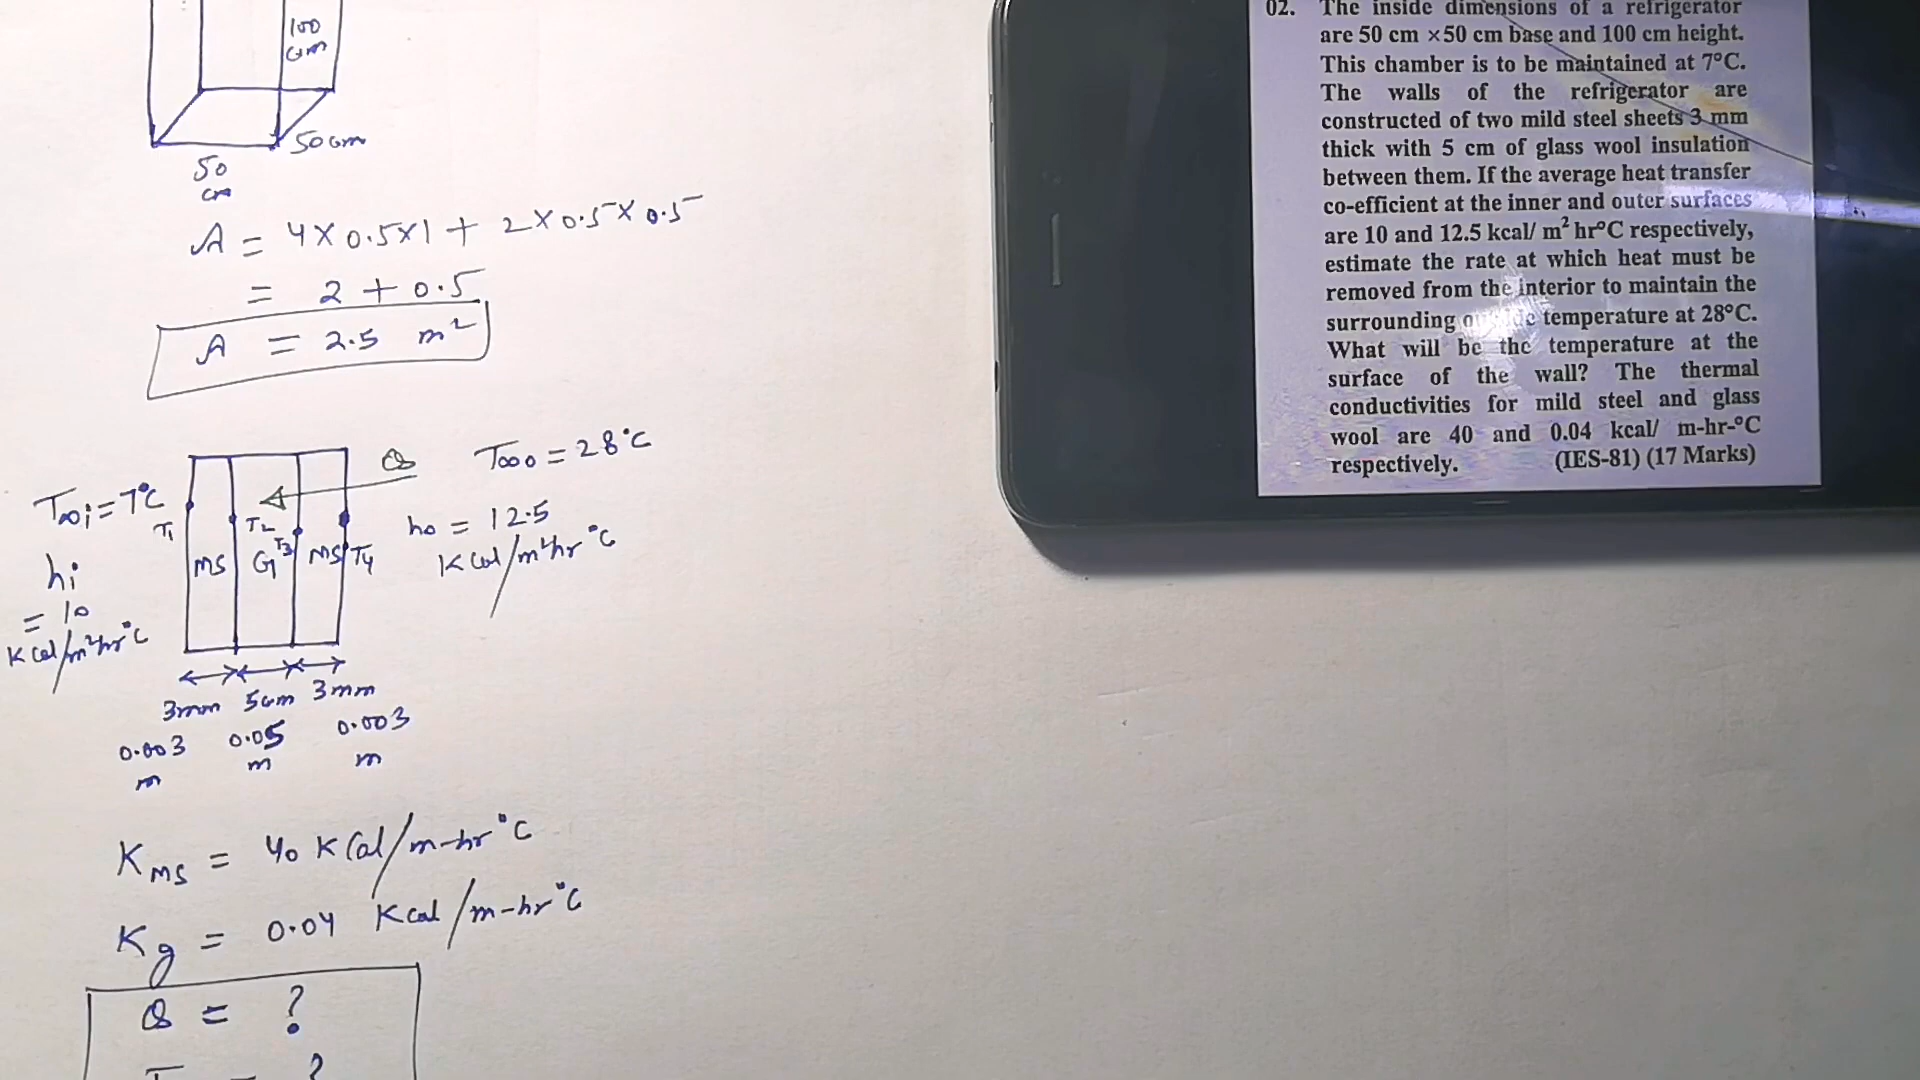 100
cm
50 cm
50
cm
A = 4 × 0.5 × 1 + 2 × 0.5 × 0.5
= 2 + 0.5
A = 2.5 m²
Q
T∞o = 28°C
T∞i = 7°C
T1
T2
T3
T4
MS
G
MS
hi
= 10
Kcal/m²hr°C
ho = 12.5
Kcal/m²hr°C
3mm 5cm 3mm
0.003 0.05 0.003
m m m
KMS = 40 KCal/m-hr°C
Kg = 0.04 Kcal/m-hr°C
Q = ?
= ?
02. The inside dimensions of a refrigerator
are 50 cm ×50 cm base and 100 cm height.
This chamber is to be maintained at 7°C.
The walls of the refrigerator are
constructed of two mild steel sheets 3 mm
thick with 5 cm of glass wool insulation
between them. If the average heat transfer
co-efficient at the inner and outer surfaces
are 10 and 12.5 kcal/ m² hr°C respectively,
estimate the rate at which heat must be
removed from the interior to maintain the
surrounding temperature at 28°C.
What will be the temperature at the
surface of the wall? The thermal
conductivities for mild steel and glass
wool are 40 and 0.04 kcal/ m-hr-°C
respectively. (IES-81) (17 Marks)